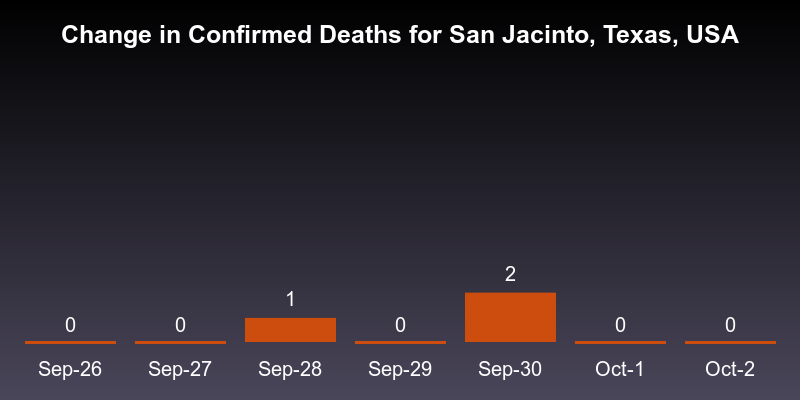 Change in Confirmed Deaths for San Jacinto, Texas, USA
0 0 1 0 2 0 0
Sep-26 Sep-27 Sep-28 Sep-29 Sep-30 Oct-1 Oct-2